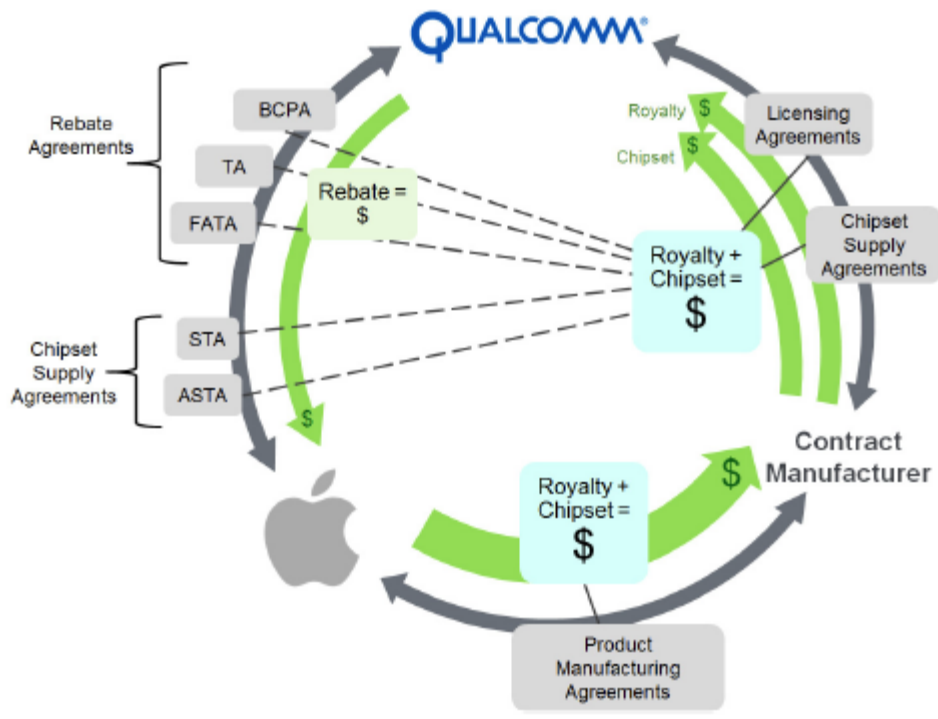 QUALCOMM®
Rebate
Agreements
BCPA
TA
FATA
Rebate =
$
Royalty
$
Chipset
$
Licensing
Agreements
Chipset
Supply
Agreements
Royalty +
Chipset =
$
Chipset
Supply
Agreements
STA
ASTA
$
Contract
Manufacturer
Royalty +
Chipset =
$
$
Product
Manufacturing
Agreements